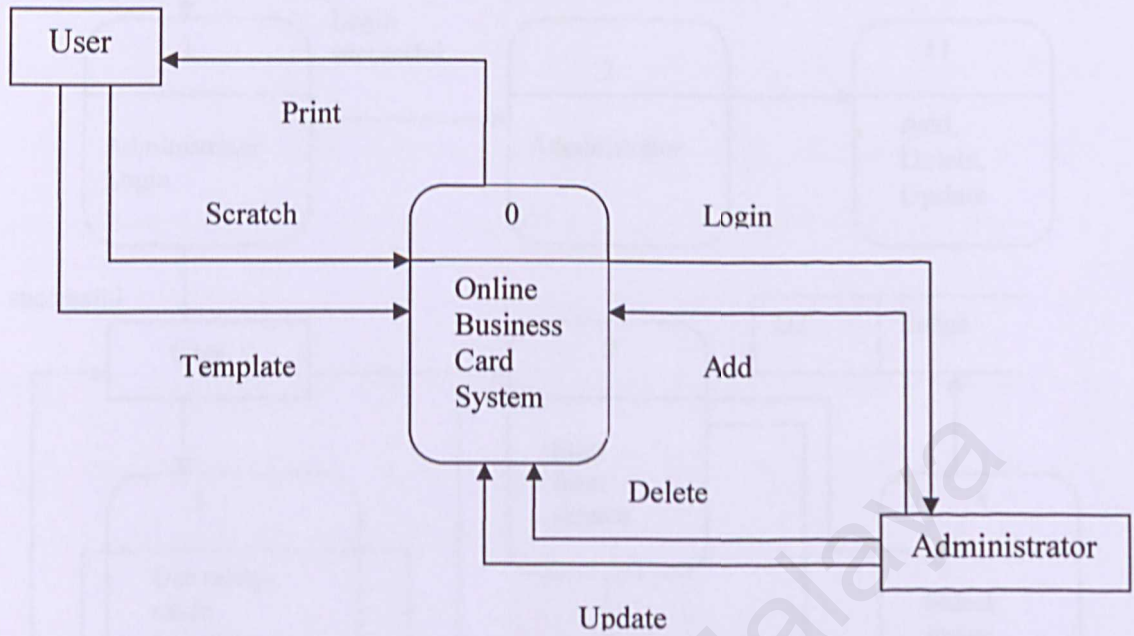 User
Print
Scratch
0
Login
Online
Business
Card
System
Template
Add
Delete
Administrator
Update